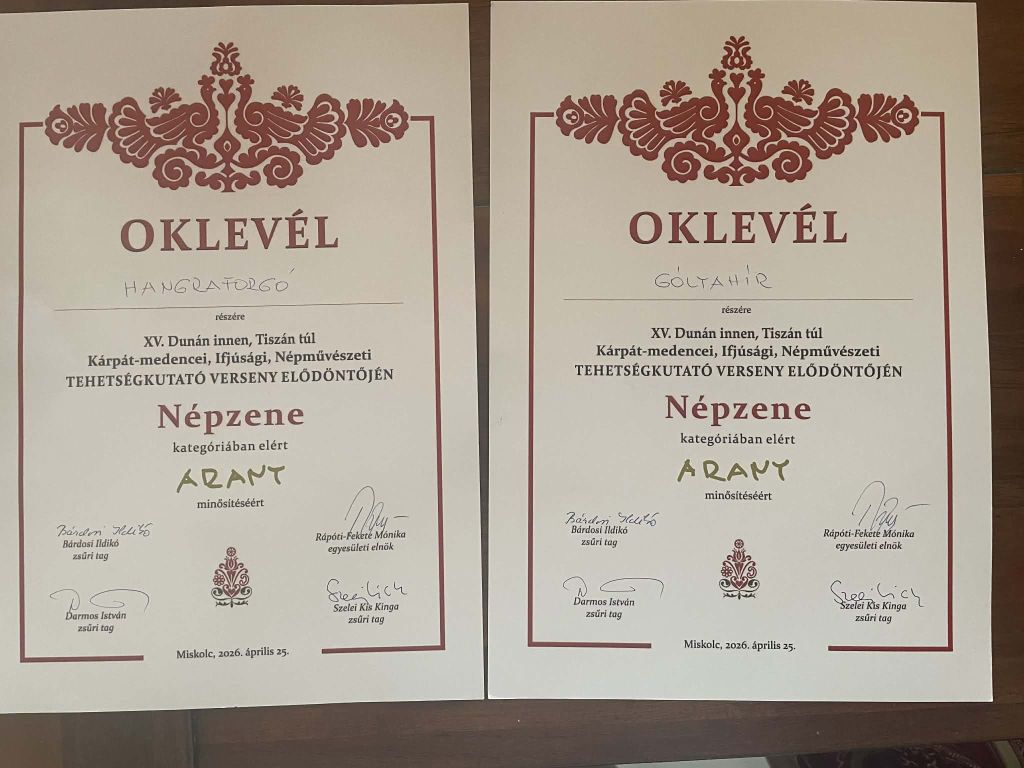 OKLEVÉL
HANGRAFORGÓ
részére
XV. Dunán innen, Tiszán túl
Kárpát-medencei, Ifjúsági, Népművészeti
TEHETSÉGKUTATÓ VERSENY ELŐDÖNTŐJÉN
Népzene
kategóriában elért
ARANY
minősítéséért
Bárdosi Ildikó
Bárdosi Ildikó
zsűri tag
Rápóti-Fekete Mónika
egyesületi elnök
Darmos István
zsűri tag
Szelei Kis Kinga
zsűri tag
Miskolc, 2026. április 25.
OKLEVÉL
GÓLYAHÍR
részére
XV. Dunán innen, Tiszán túl
Kárpát-medencei, Ifjúsági, Népművészeti
TEHETSÉGKUTATÓ VERSENY ELŐDÖNTŐJÉN
Népzene
kategóriában elért
ARANY
minősítéséért
Bárdosi Ildikó
Bárdosi Ildikó
zsűri tag
Rápóti-Fekete Mónika
egyesületi elnök
Darmos István
zsűri tag
Szelei Kis Kinga
zsűri tag
Miskolc, 2026. április 25.